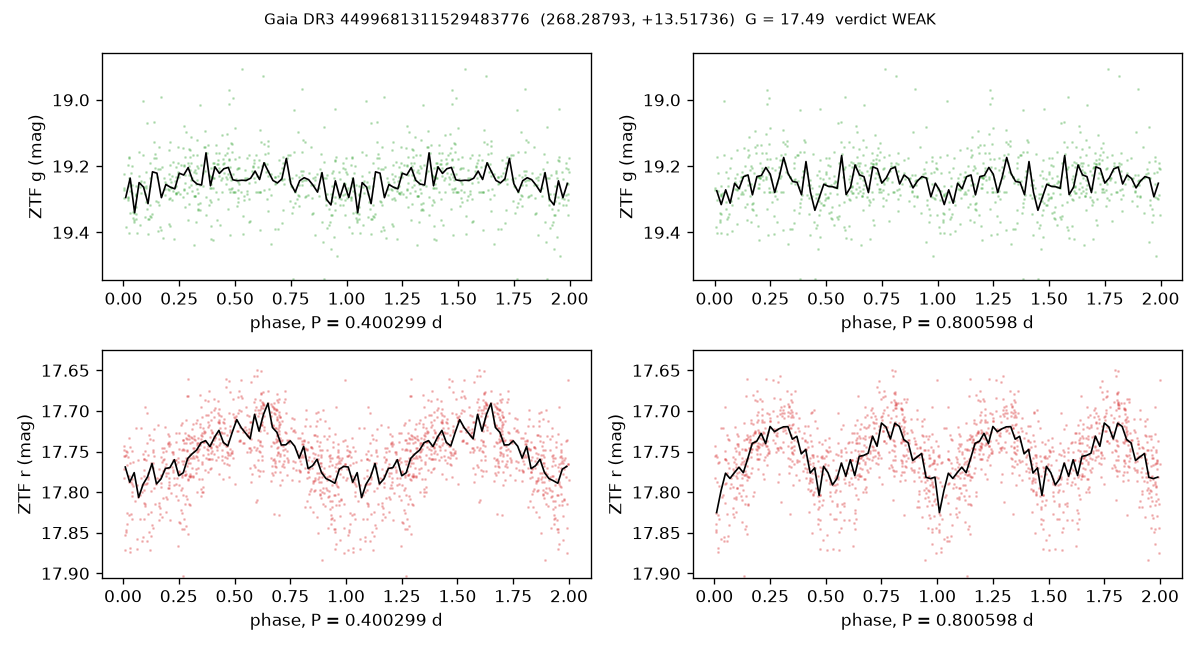 Gaia DR3 4499681311529483776 (268.28793, +13.51736) G = 17.49 verdict WEAK
ZTF g (mag)
19.0
19.2
19.4
0.00 0.25 0.50 0.75 1.00 1.25 1.50 1.75 2.00
phase, P = 0.400299 d
ZTF g (mag)
19.0
19.2
19.4
0.00 0.25 0.50 0.75 1.00 1.25 1.50 1.75 2.00
phase, P = 0.800598 d
ZTF r (mag)
17.65
17.70
17.75
17.80
17.85
17.90
0.00 0.25 0.50 0.75 1.00 1.25 1.50 1.75 2.00
phase, P = 0.400299 d
ZTF r (mag)
17.65
17.70
17.75
17.80
17.85
17.90
0.00 0.25 0.50 0.75 1.00 1.25 1.50 1.75 2.00
phase, P = 0.800598 d